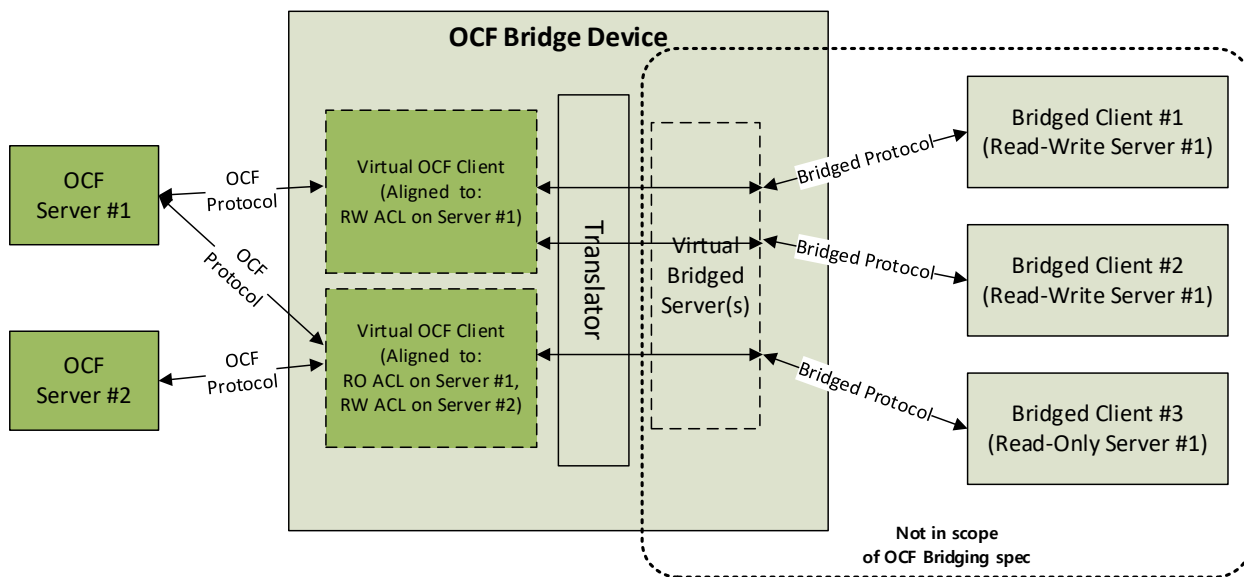 OCF Bridge Device
OCF
Server #1
OCF
Server #2
OCF
Protocol
OCF
Protocol
OCF
Protocol
Virtual OCF Client
(Aligned to:
RW ACL on Server #1)
Virtual OCF Client
(Aligned to:
RO ACL on Server #1,
RW ACL on Server #2)
Translator
Virtual
Bridged
Server(s)
Bridged Protocol
Bridged Protocol
Bridged Protocol
Bridged Client #1
(Read-Write Server #1)
Bridged Client #2
(Read-Write Server #1)
Bridged Client #3
(Read-Only Server #1)
Not in scope
of OCF Bridging spec